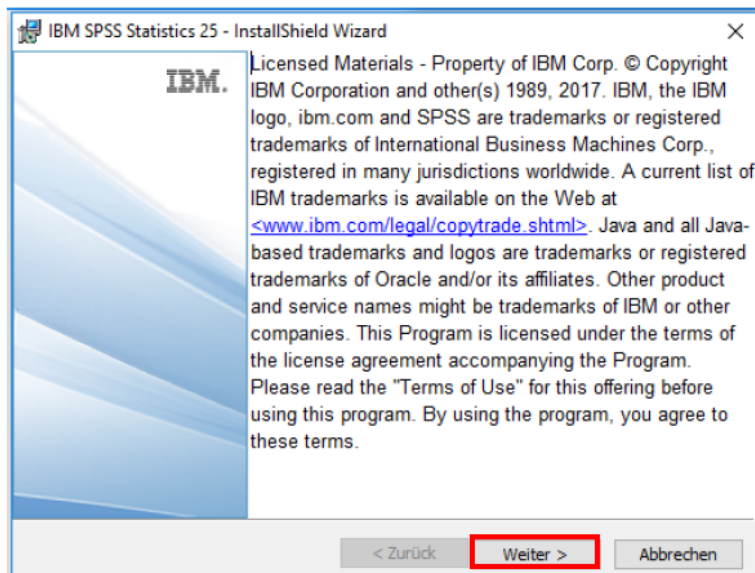 IBM SPSS Statistics 25 - InstallShield Wizard
IBM.
Licensed Materials - Property of IBM Corp. © Copyright
IBM Corporation and other(s) 1989, 2017. IBM, the IBM
logo, ibm.com and SPSS are trademarks or registered
trademarks of International Business Machines Corp.,
registered in many jurisdictions worldwide. A current list of
IBM trademarks is available on the Web at
<www.ibm.com/legal/copytrade.shtml>. Java and all Java-
based trademarks and logos are trademarks or registered
trademarks of Oracle and/or its affiliates. Other product
and service names might be trademarks of IBM or other
companies. This Program is licensed under the terms of
the license agreement accompanying the Program.
Please read the "Terms of Use" for this offering before
using this program. By using the program, you agree to
these terms.
< Zurück Weiter > Abbrechen